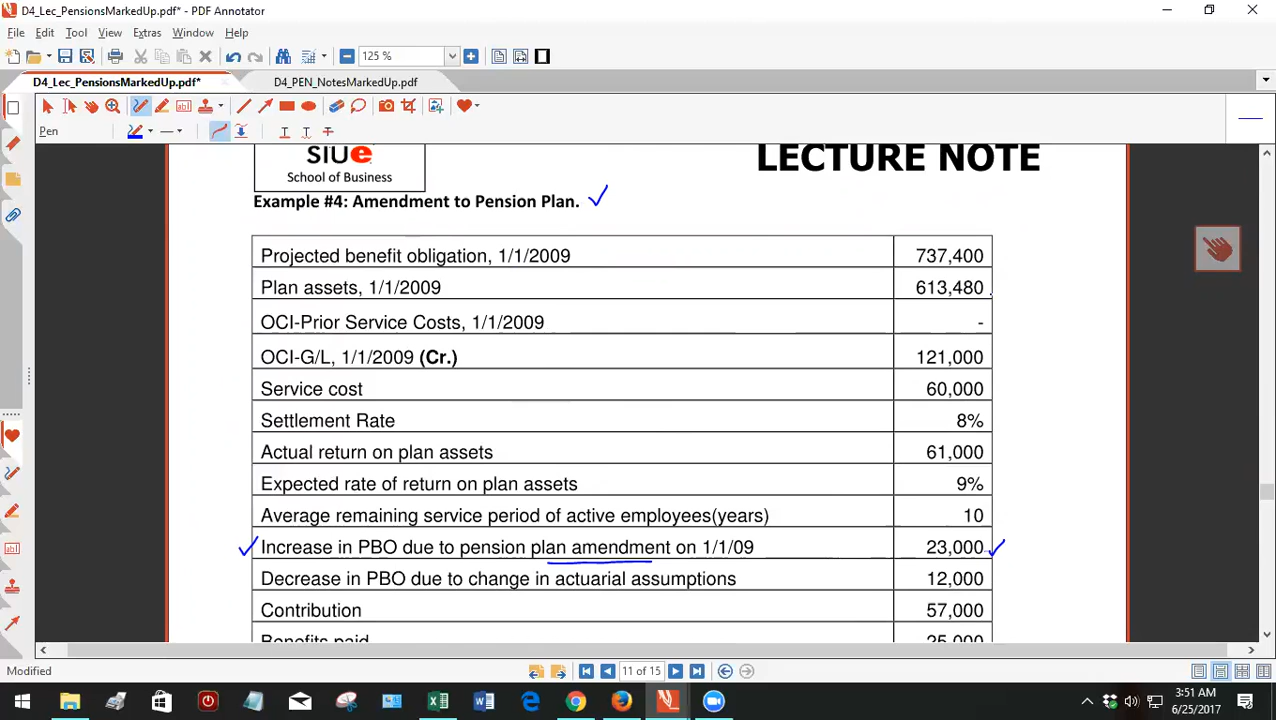 D4_Lec_PensionsMarkedUp.pdf* - PDF Annotator
File Edit Tool View Extras Window Help
125 %
D4_Lec_PensionsMarkedUp.pdf* D4_PEN_NotesMarkedUp.pdf
Pen
SIUe
School of Business
LECTURE NOTE
Example #4: Amendment to Pension Plan.
Projected benefit obligation, 1/1/2009 737,400
Plan assets, 1/1/2009 613,480
OCI-Prior Service Costs, 1/1/2009 -
OCI-G/L, 1/1/2009 (Cr.) 121,000
Service cost 60,000
Settlement Rate 8%
Actual return on plan assets 61,000
Expected rate of return on plan assets 9%
Average remaining service period of active employees(years) 10
Increase in PBO due to pension plan amendment on 1/1/09 23,000
Decrease in PBO due to change in actuarial assumptions 12,000
Contribution 57,000
Benefits paid 25,000
Modified 11 of 15
3:51 AM
6/25/2017